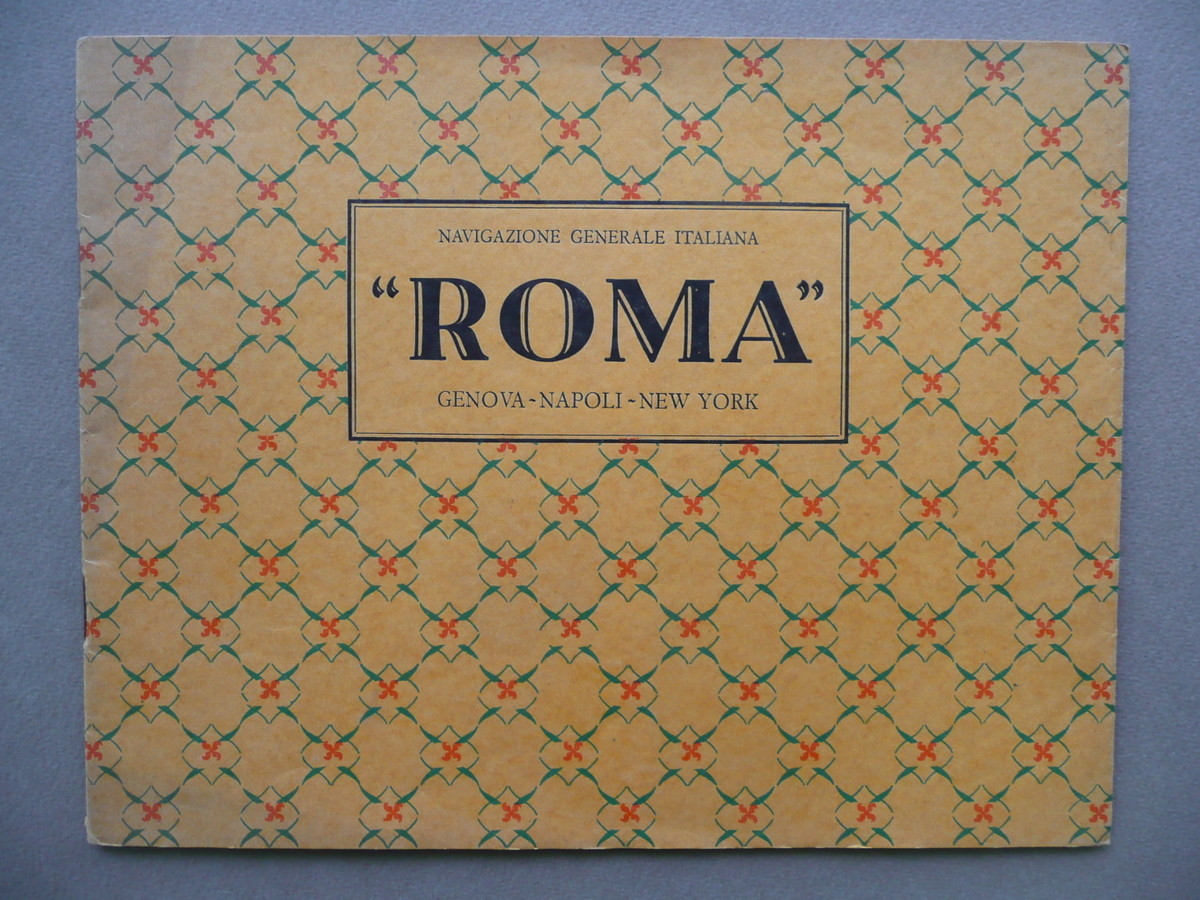 NAVIGAZIONE GENERALE ITALIANA
“ROMA”
GENOVA-NAPOLI-NEW YORK